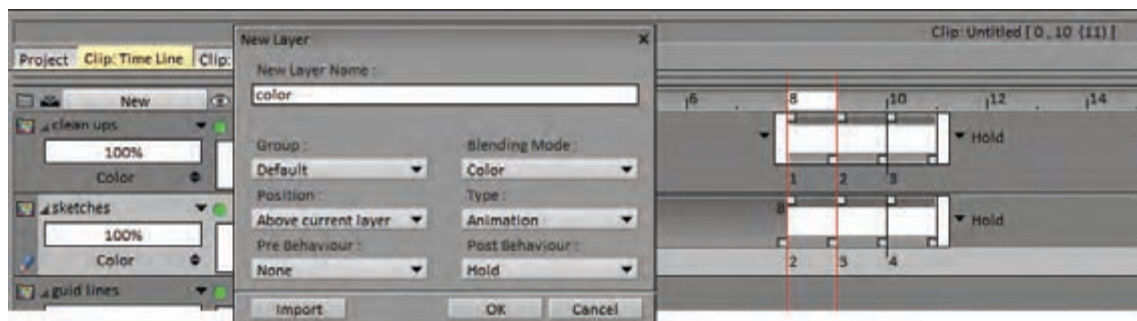 Clip: Untitled [ 0 , 10 (11) ]
Project Clip: Time Line Clip:
New Layer
New Layer Name :
color
Group :
Default
Blending Mode :
Color
Position :
Above current layer
Type :
Animation
Pre Behaviour :
None
Post Behaviour :
Hold
Import OK Cancel
New
clean ups
100%
Color
sketches
100%
Color
guid lines
6 8 10 12 14
Hold
1 2 3
8
Hold
2 3 4